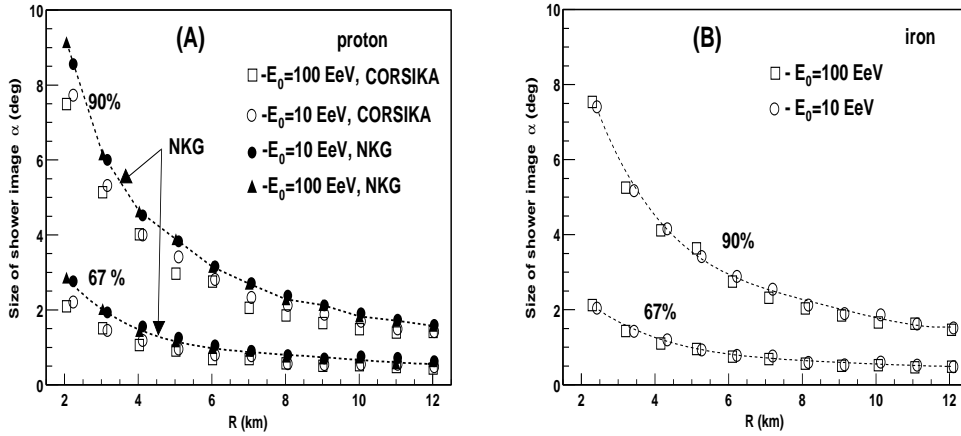 (A)
proton
-E0=100 EeV, CORSIKA
-E0=10 EeV, CORSIKA
-E0=10 EeV, NKG
-E0=100 EeV, NKG
90%
NKG
67 %
Size of shower image α (deg)
10
8
6
4
2
0
2
4
6
8
10
12
R (km)
(B)
iron
- E0=100 EeV
- E0=10 EeV
90%
67%
Size of shower image α (deg)
10
8
6
4
2
0
2
4
6
8
10
12
R (km)